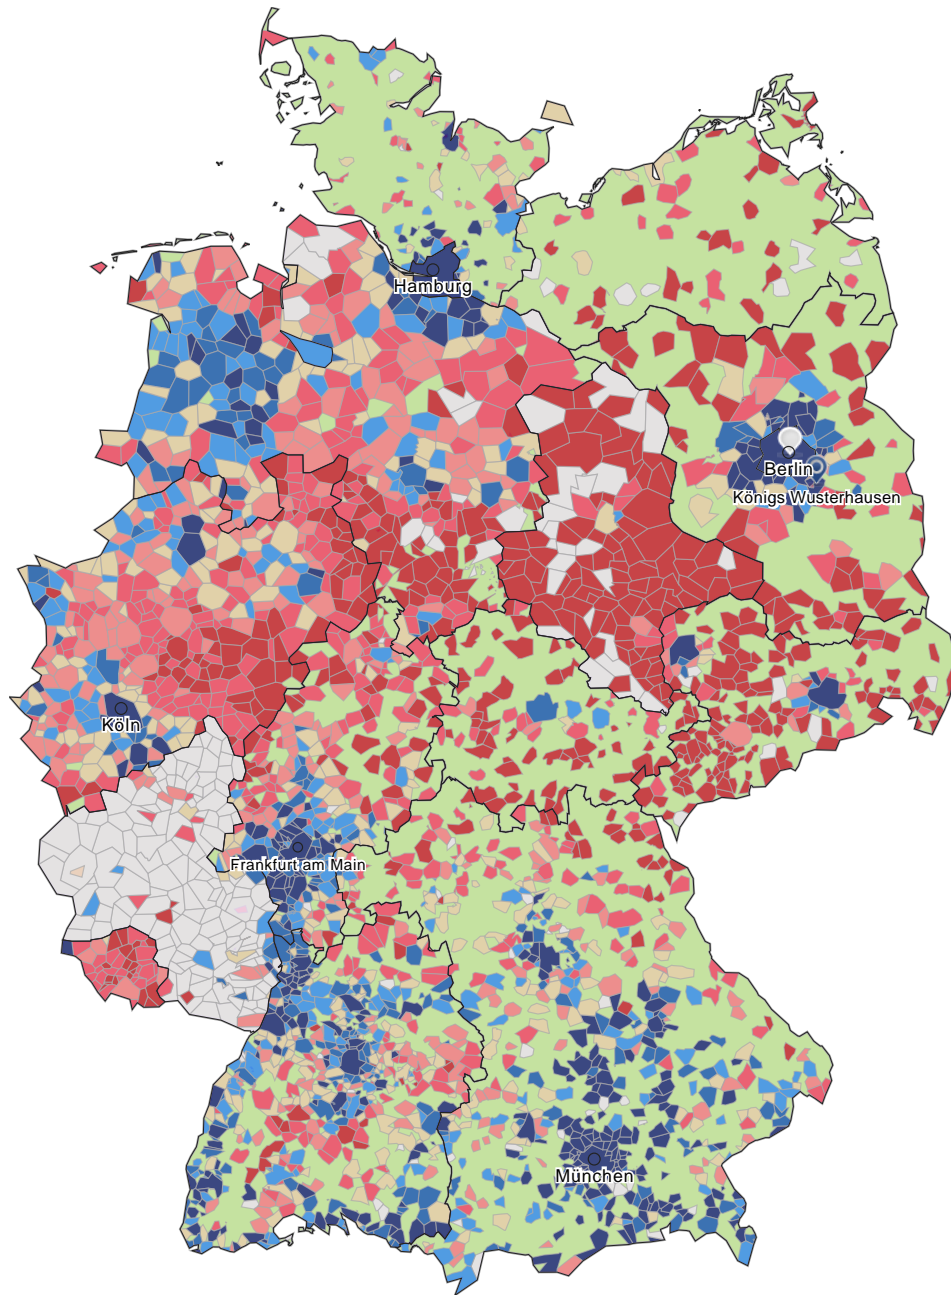 Hamburg
Berlin
Königs Wusterhausen
Köln
Frankfurt am Main
München